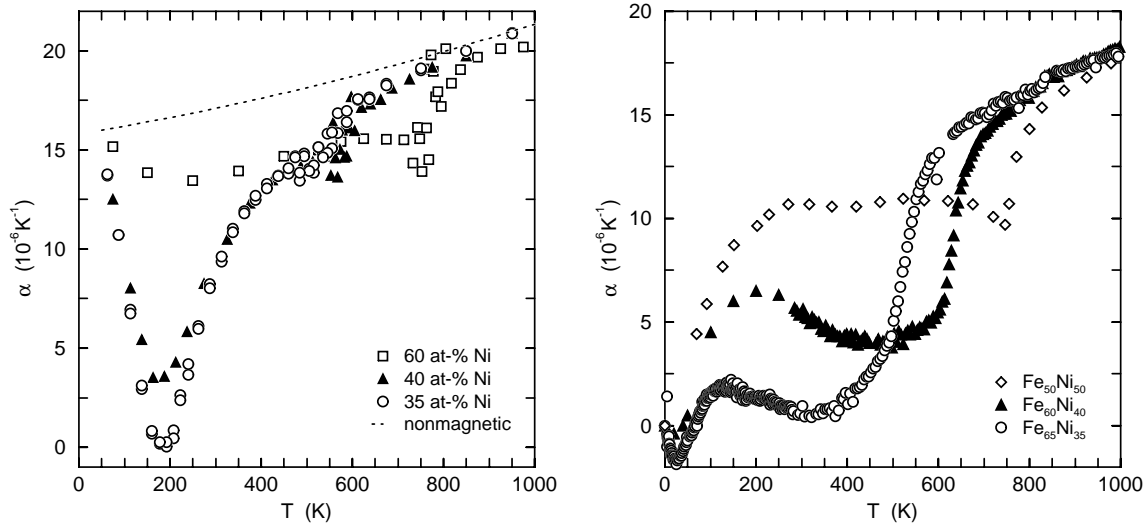 20
15
10
5
0
α (10⁻⁶K⁻¹)
60 at-% Ni
40 at-% Ni
35 at-% Ni
nonmagnetic
0 200 400 600 800 1000
T (K)
20
15
10
5
0
α (10⁻⁶K⁻¹)
Fe₅₀Ni₅₀
Fe₆₀Ni₄₀
Fe₆₅Ni₃₅
0 200 400 600 800 1000
T (K)